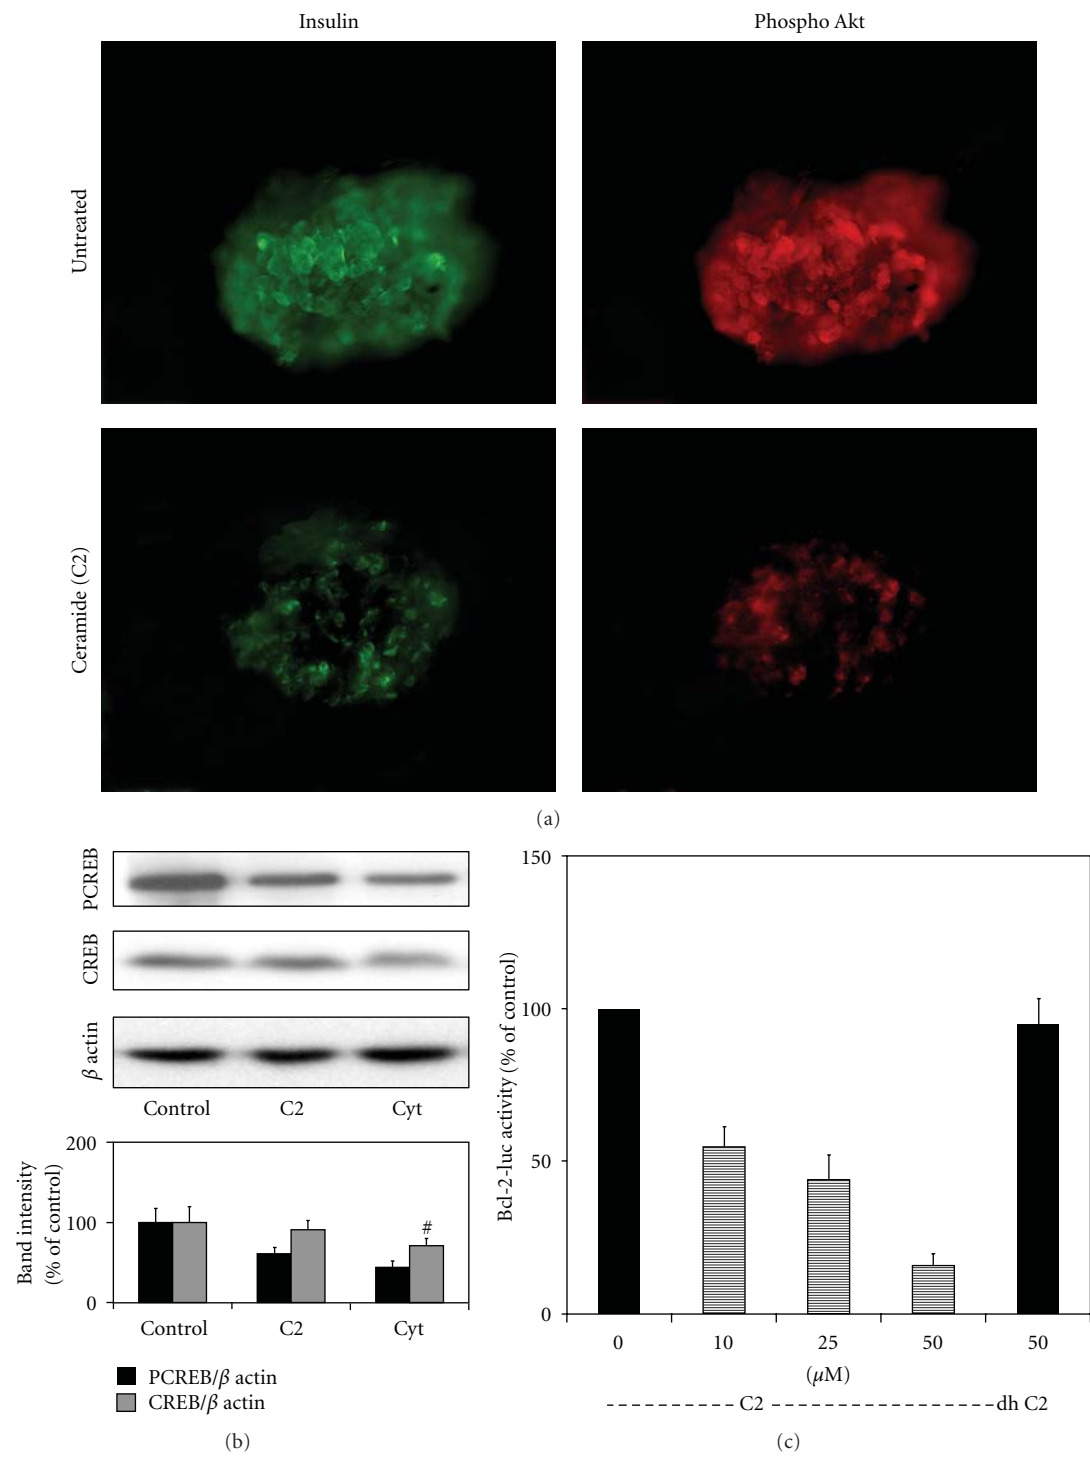 Insulin
Phospho Akt
Untreated
Ceramide (C2)
(a)
PCREB
CREB
β actin
Control C2 Cyt
200
100
0
Band intensity
(% of control)
#
Control C2 Cyt
PCREB/β actin
CREB/β actin
(b)
150
100
50
0
Bcl-2-luc activity (% of control)
0 10 25 50 50
(μM)
C2
dh C2
(c)